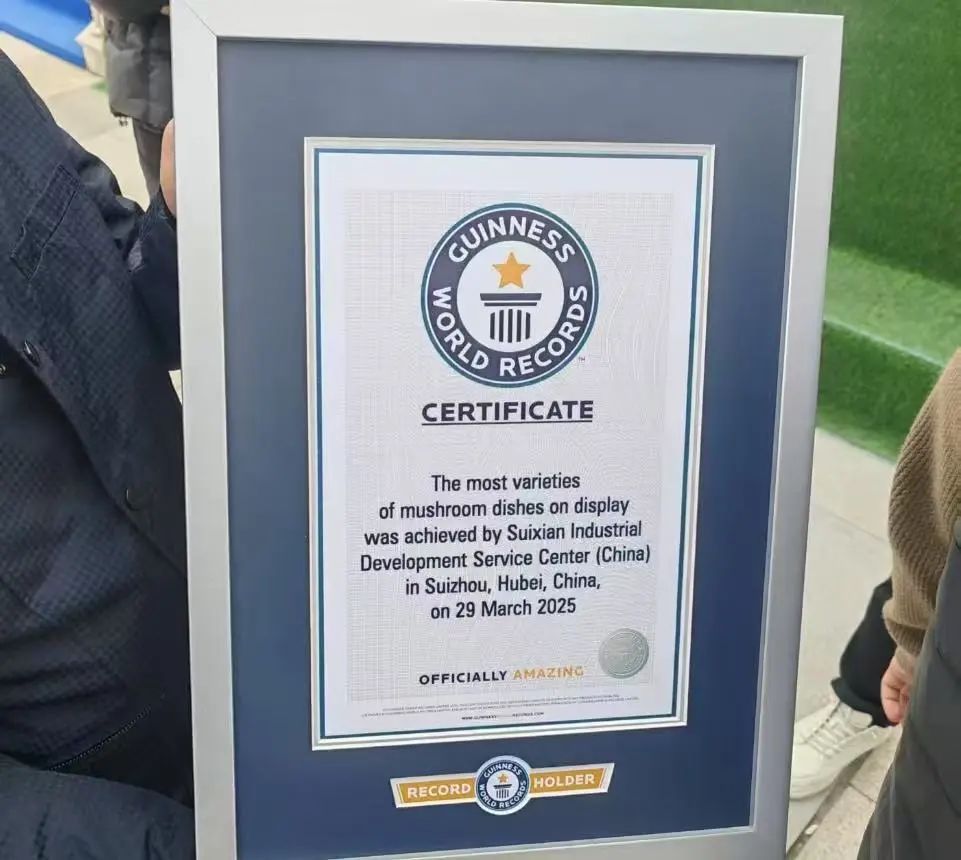 GUINNESS
WORLD RECORDS
TM
CERTIFICATE
The most varieties
of mushroom dishes on display
was achieved by Suixian Industrial
Development Service Center (China)
in Suizhou, Hubei, China,
on 29 March 2025
OFFICIALLY AMAZING
RECORD
GUINNESS
WORLD RECORDS
HOLDER